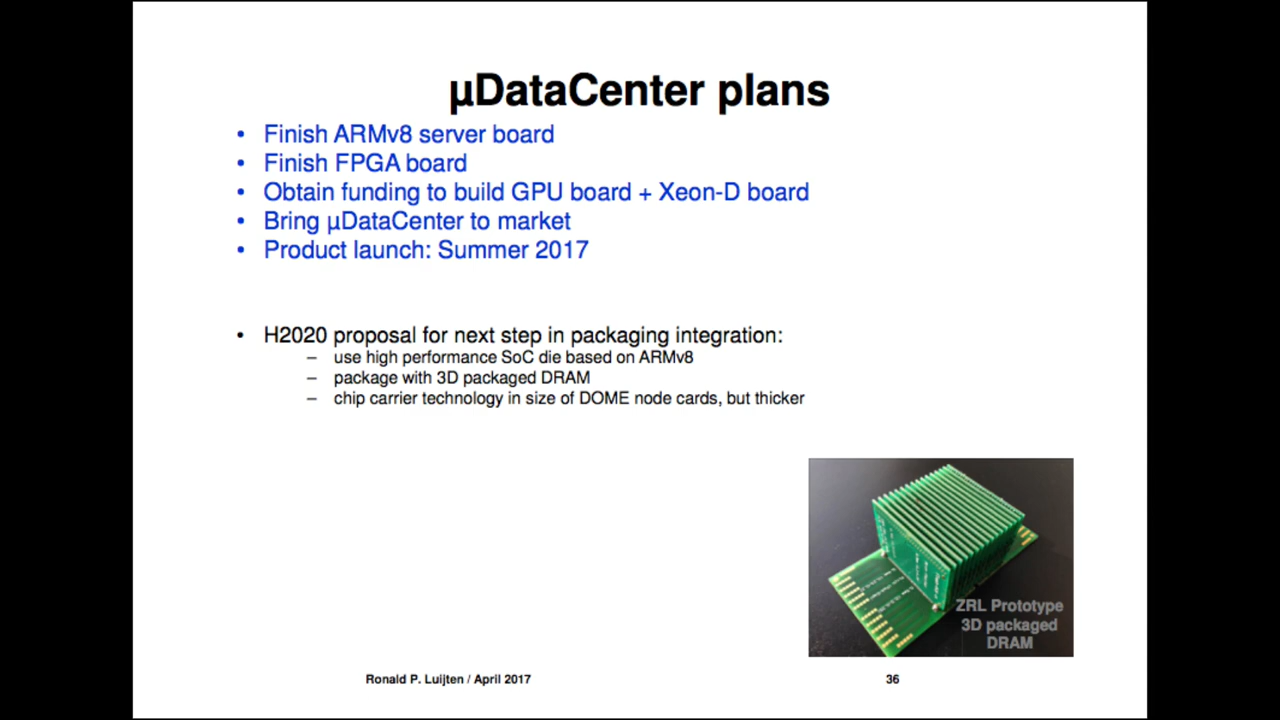 µDataCenter plans
• Finish ARMv8 server board
• Finish FPGA board
• Obtain funding to build GPU board + Xeon-D board
• Bring µDataCenter to market
• Product launch: Summer 2017
• H2020 proposal for next step in packaging integration:
– use high performance SoC die based on ARMv8
– package with 3D packaged DRAM
– chip carrier technology in size of DOME node cards, but thicker
ZRL Prototype
3D packaged
DRAM
Ronald P. Luijten / April 2017
36